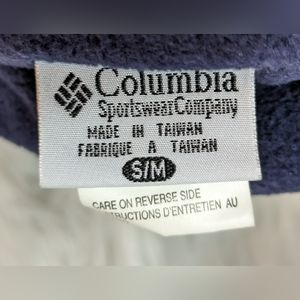 Columbia
Sportswear Company
MADE IN TAIWAN
FABRIQUE A TAIWAN
S/M
CARE ON REVERSE SIDE
INSTRUCTIONS D'ENTRETIEN AU